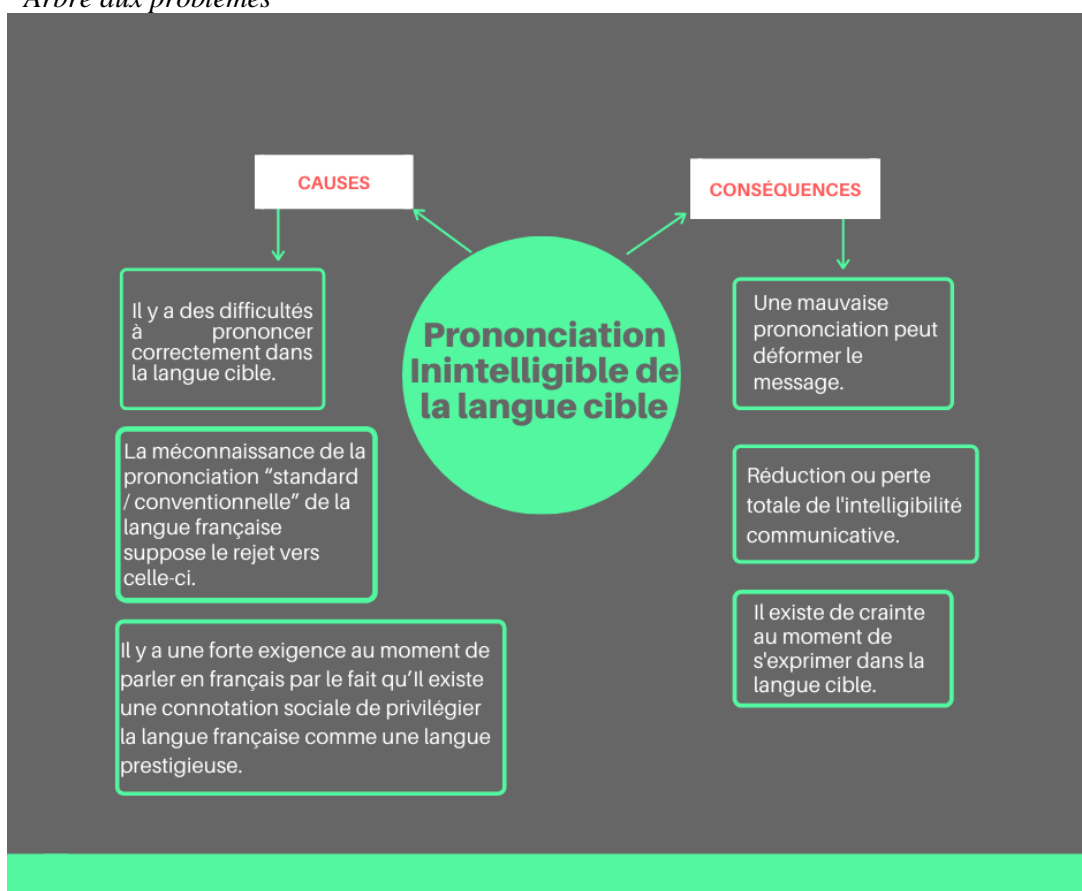 Arbre aux problèmes
CAUSES
CONSÉQUENCES
Prononciation
Inintelligible de
la langue cible
Il y a des difficultés
à prononcer
correctement dans
la langue cible.
La méconnaissance de la
prononciation “standard
/ conventionnelle” de la
langue française
suppose le rejet vers
celle-ci.
Il y a une forte exigence au moment de
parler en français par le fait qu’Il existe
une connotation sociale de privilégier
la langue française comme une langue
prestigieuse.
Une mauvaise
prononciation peut
déformer le
message.
Réduction ou perte
totale de l'intelligibilité
communicative.
Il existe de crainte
au moment de
s'exprimer dans la
langue cible.